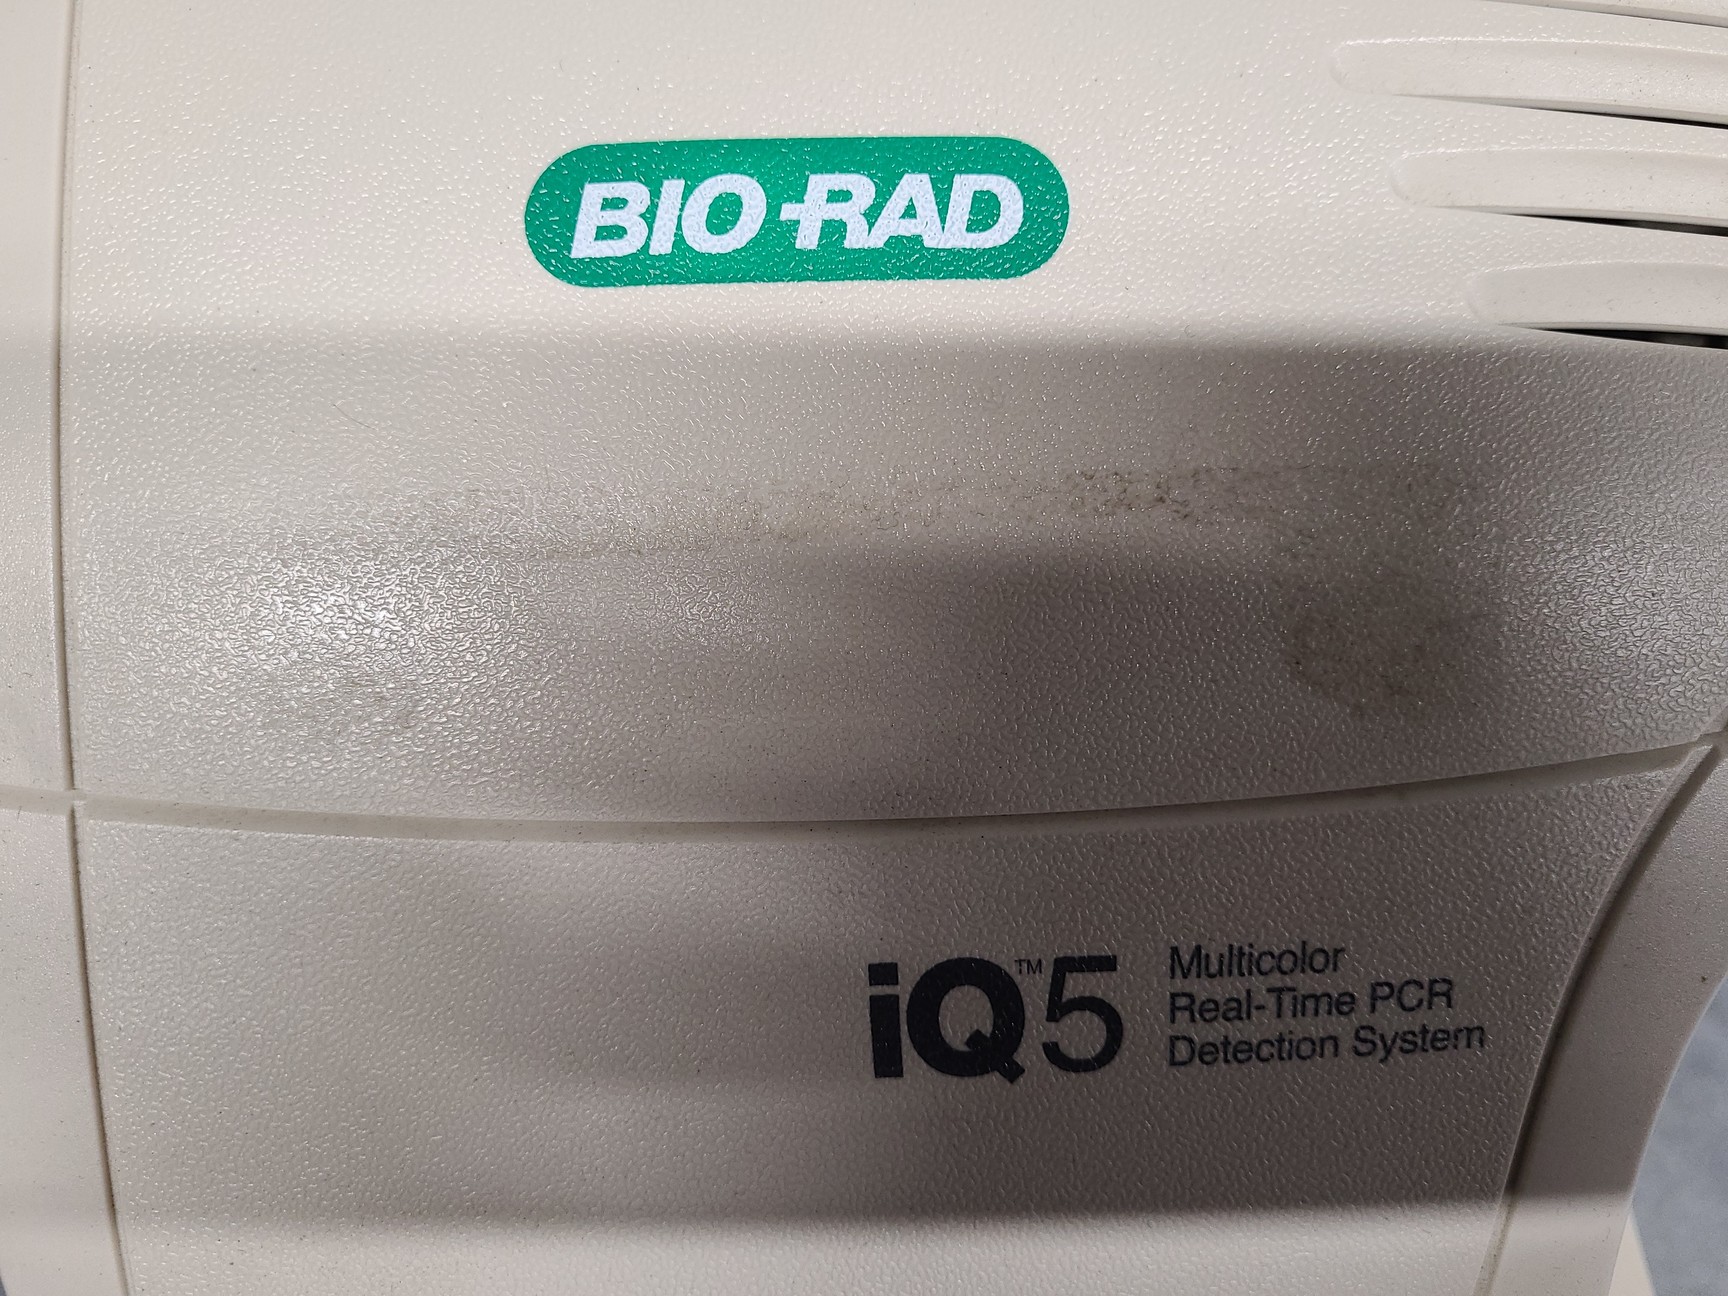 BIO-RAD
iQ™5
Multicolor
Real-Time PCR
Detection System